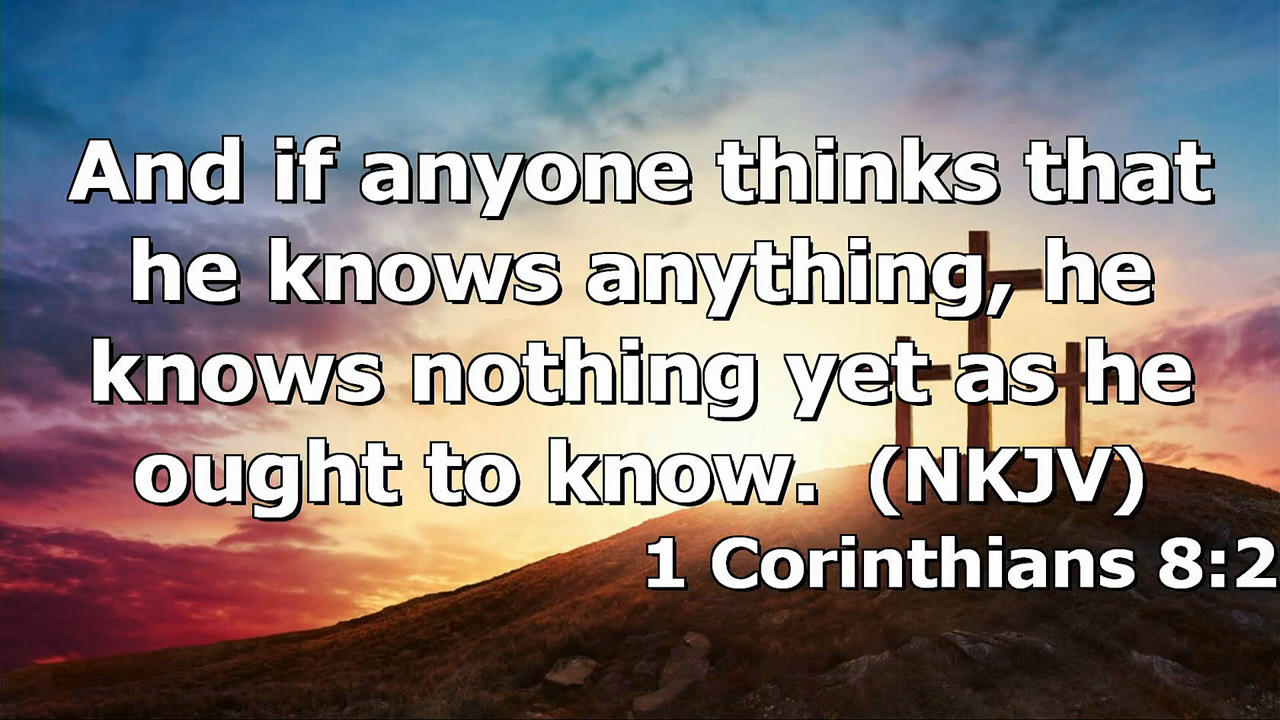 And if anyone thinks that
he knows anything, he
knows nothing yet as he
ought to know. (NKJV)
1 Corinthians 8:2